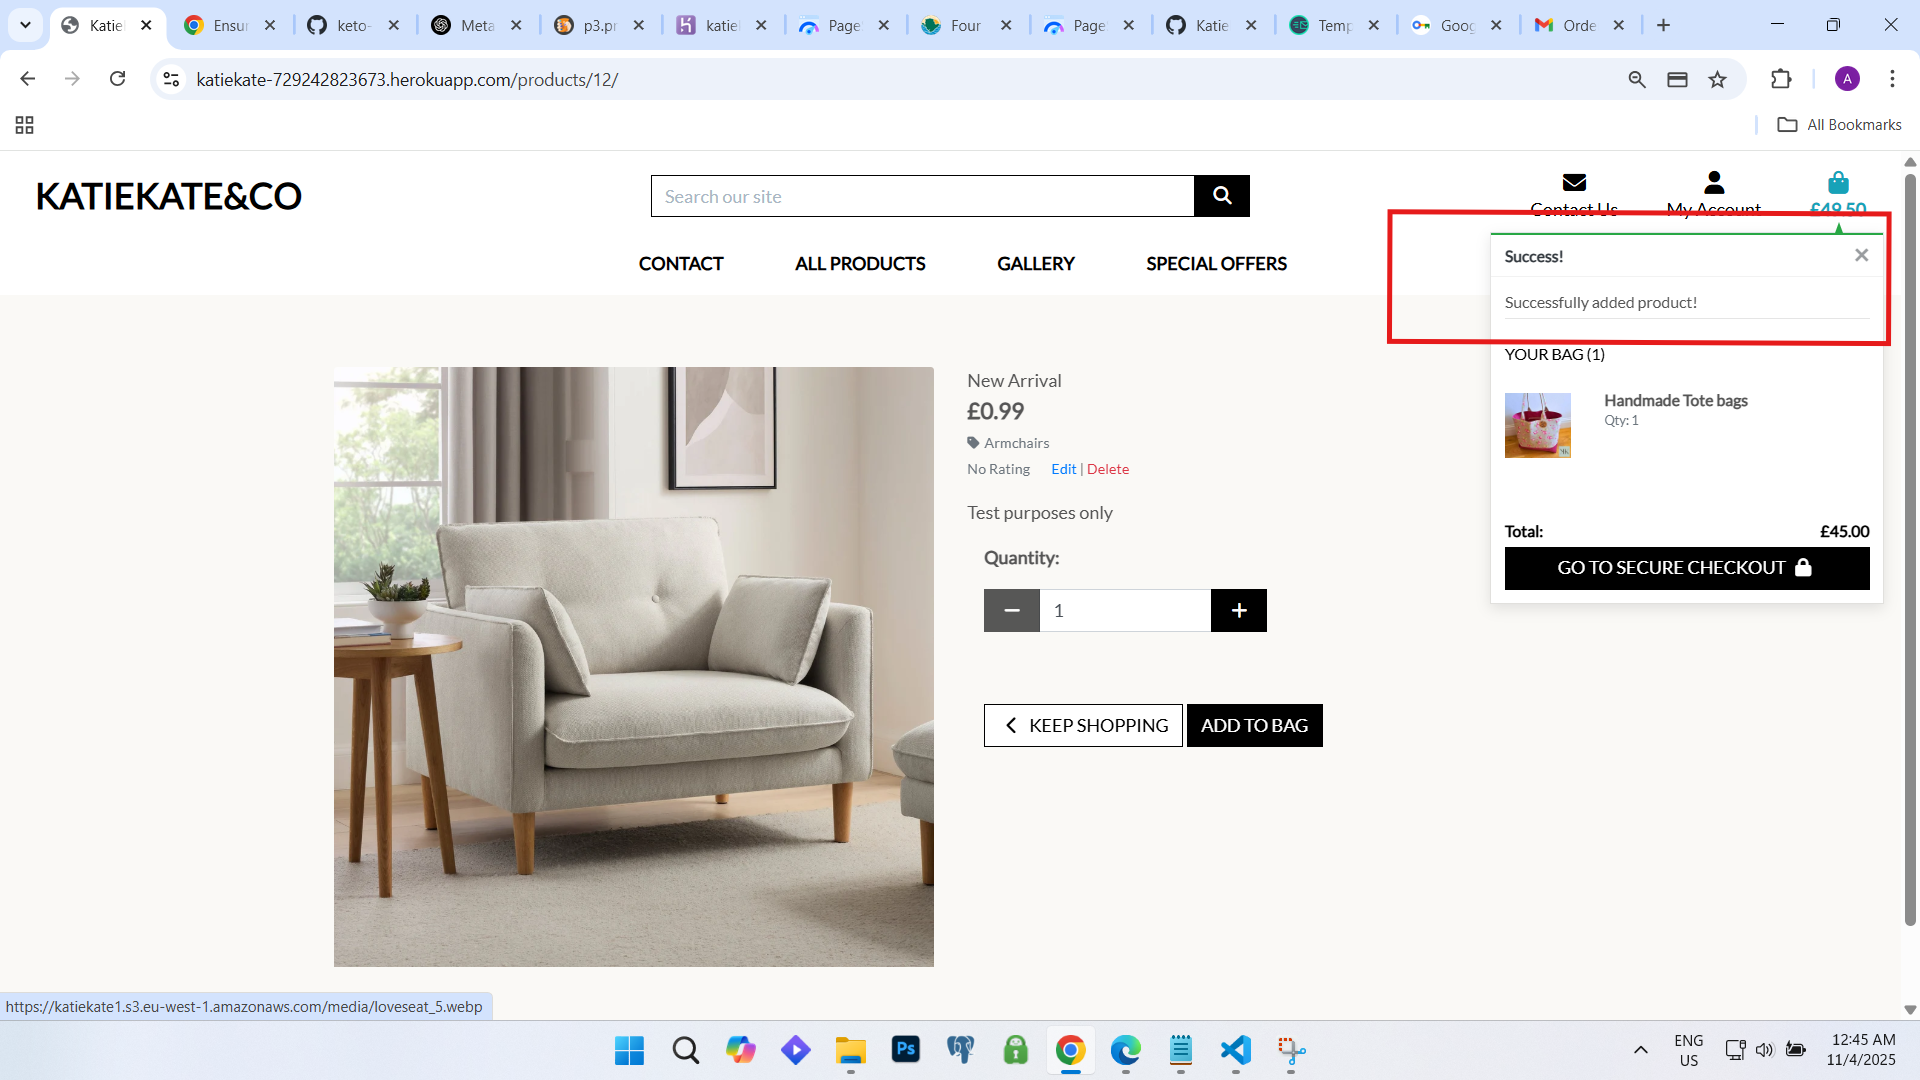 Katie
Ensur
keto-
Meta
p3.pr
katie
Page
Four
Page
Katie
Temp
Goog
Orde
katiekate-729242823673.herokuapp.com/products/12/
A
All Bookmarks
KATIEKATE&CO
Search our site
Contact Us
My Account
£49.50
CONTACT
ALL PRODUCTS
GALLERY
SPECIAL OFFERS
Success!
Successfully added product!
YOUR BAG (1)
Handmade Tote bags
Qty: 1
Total:
£45.00
GO TO SECURE CHECKOUT
New Arrival
£0.99
Armchairs
No Rating Edit | Delete
Test purposes only
Quantity:
1
KEEP SHOPPING
ADD TO BAG
https://katiekate1.s3.eu-west-1.amazonaws.com/media/loveseat_5.webp
Ps
ENG
US
12:45 AM
11/4/2025